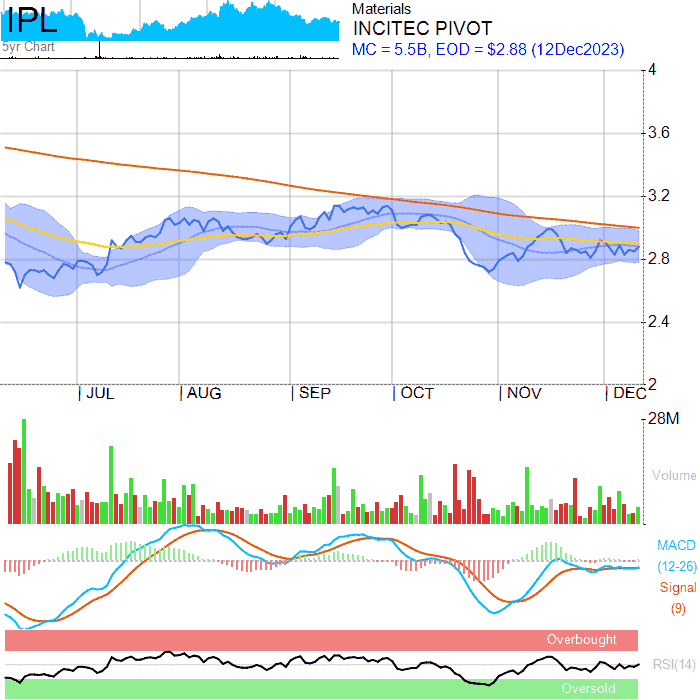 IPL
5yr Chart
Materials
INCITEC PIVOT
MC = 5.5B, EOD = $2.88 (12Dec2023)
4
3.6
3.2
2.8
2.4
2
JUL
AUG
SEP
OCT
NOV
DEC
28M
Volume
MACD
(12-26)
Signal
(9)
Overbought
RSI(14)
Oversold